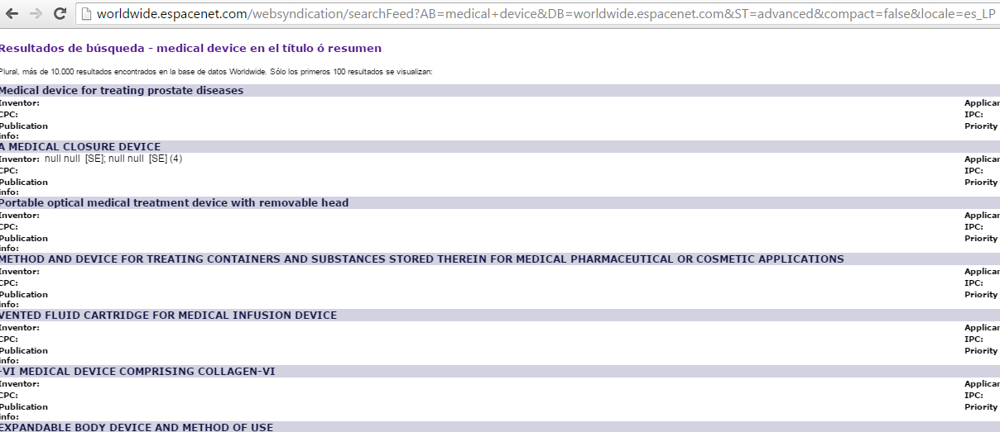 worldwide.espacenet.com/websyndication/searchFeed?AB=medical+device&DB=worldwide.espacenet.com&ST=advanced&compact=false&locale=es_LP
Resultados de búsqueda - medical device en el título ó resumen
Plural, más de 10.000 resultados encontrados en la base de datos Worldwide. Sólo los primeros 100 resultados se visualizan:
Medical device for treating prostate diseases
Inventor: Applicar
CPC: IPC:
Publication Priority
info:
A MEDICAL CLOSURE DEVICE
Inventor: null null [SE]; null null [SE] (4) Applicar
CPC: IPC:
Publication Priority
info:
Portable optical medical treatment device with removable head
Inventor: Applicar
CPC: IPC:
Publication Priority
info:
METHOD AND DEVICE FOR TREATING CONTAINERS AND SUBSTANCES STORED THEREIN FOR MEDICAL PHARMACEUTICAL OR COSMETIC APPLICATIONS
Inventor: Applicar
CPC: IPC:
Publication Priority
info:
VENTED FLUID CARTRIDGE FOR MEDICAL INFUSION DEVICE
Inventor: Applicar
CPC: IPC:
Publication Priority
info:
-VI MEDICAL DEVICE COMPRISING COLLAGEN-VI
Inventor: Applicar
CPC: IPC:
Publication Priority
info:
EXPANDABLE BODY DEVICE AND METHOD OF USE